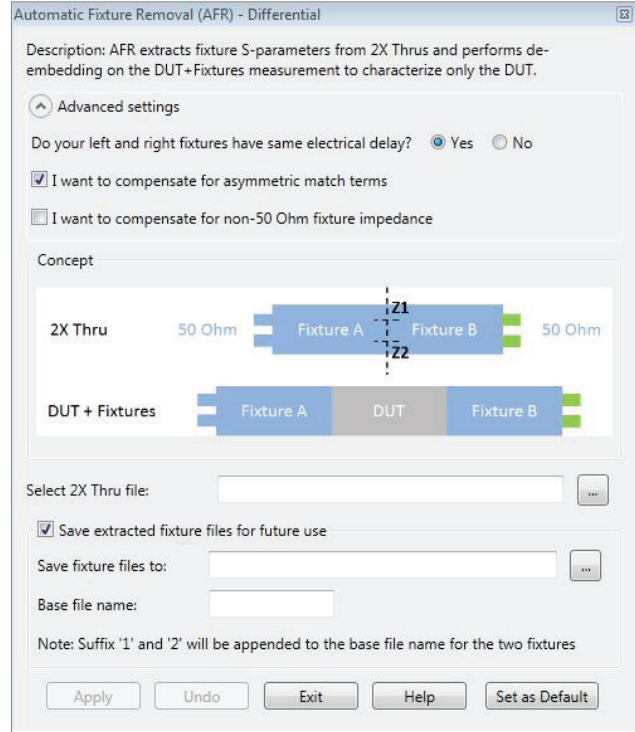 Automatic Fixture Removal (AFR) - Differential
Description: AFR extracts fixture S-parameters from 2X Thrus and performs de-
embedding on the DUT+Fixtures measurement to characterize only the DUT.
Advanced settings
Do your left and right fixtures have same electrical delay? Yes No
I want to compensate for asymmetric match terms
I want to compensate for non-50 Ohm fixture impedance
Concept
Z1
2X Thru 50 Ohm Fixture A Fixture B 50 Ohm
Z2
DUT + Fixtures Fixture A DUT Fixture B
Select 2X Thru file: ...
Save extracted fixture files for future use
Save fixture files to: ...
Base file name:
Note: Suffix '1' and '2' will be appended to the base file name for the two fixtures
Apply Undo Exit Help Set as Default